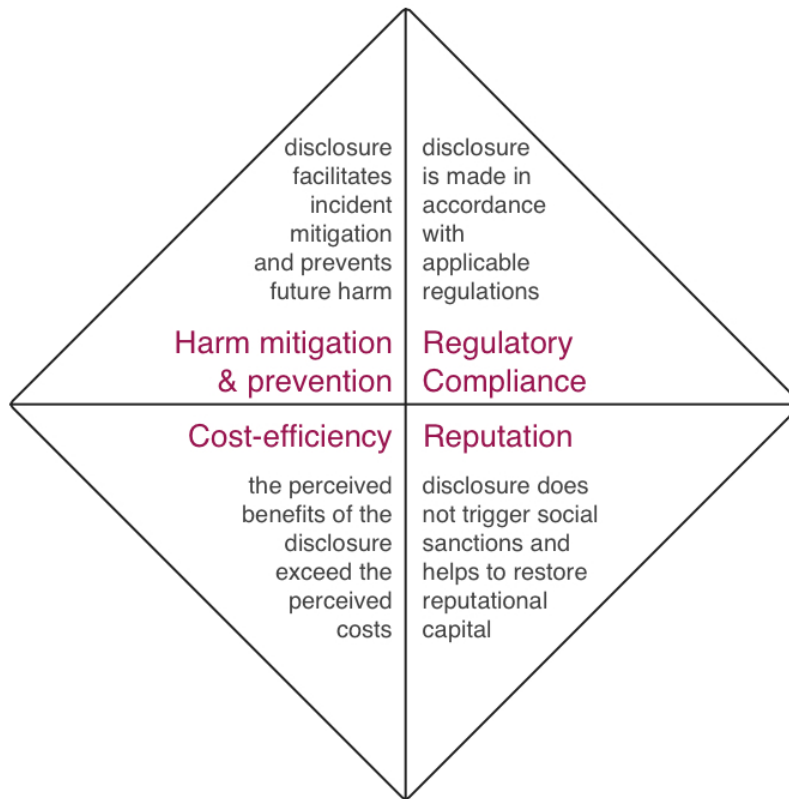 disclosure
facilitates
incident
mitigation
and prevents
future harm
Harm mitigation
& prevention
disclosure
is made in
accordance
with
applicable
regulations
Regulatory
Compliance
Cost-efficiency
the perceived
benefits of the
disclosure
exceed the
perceived
costs
Reputation
disclosure does
not trigger social
sanctions and
helps to restore
reputational
capital